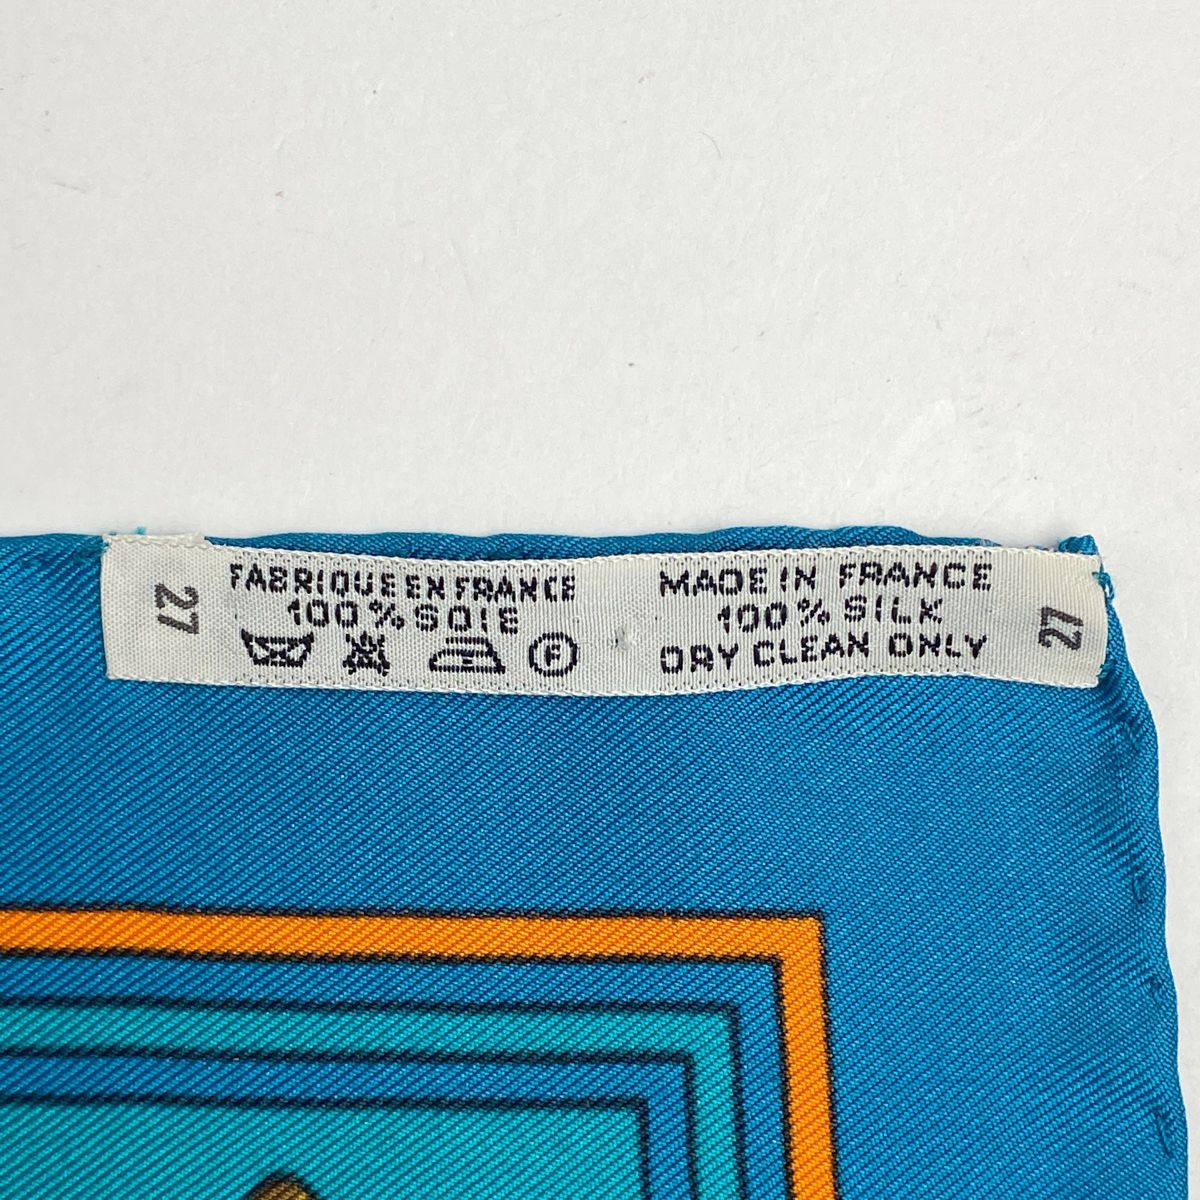 27
FABRIQUE EN FRANCE
100% SOIE
F
MADE IN FRANCE
100% SILK
DRY CLEAN ONLY
27